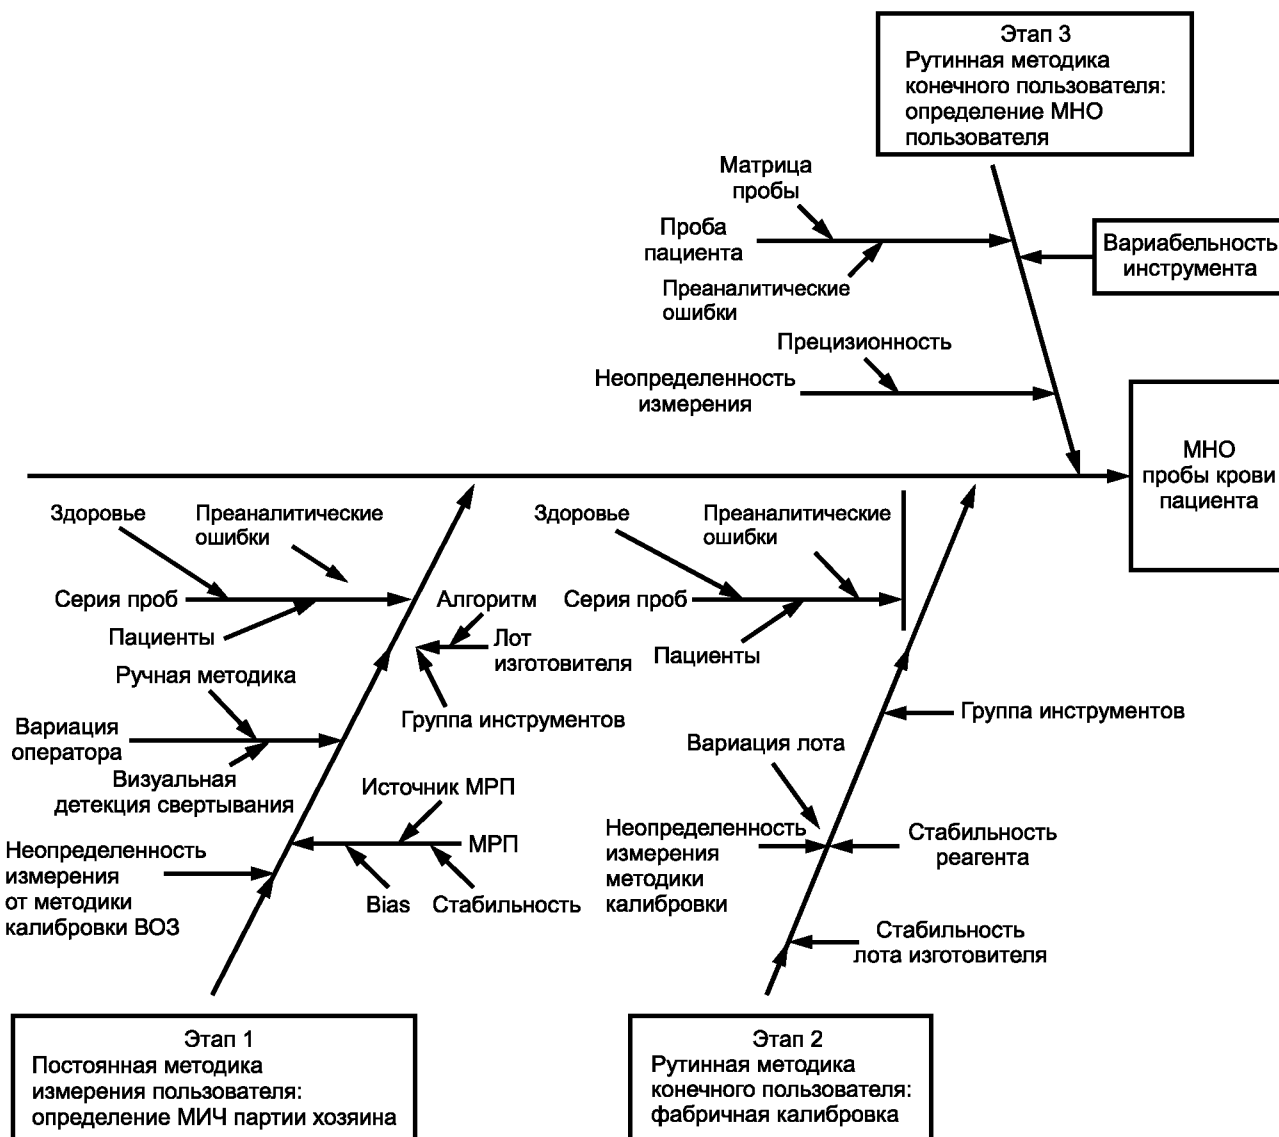 Этап 3
Рутинная методика
конечного пользователя:
определение МНО
пользователя
Матрица
пробы
Проба
пациента
Преаналитические
ошибки
Вариабельность
инструмента
Прецизионность
Неопределенность
измерения
МНО
пробы крови
пациента
Здоровье
Преаналитические
ошибки
Серия проб
Пациенты
Алгоритм
Лот
изготовителя
Группа инструментов
Ручная методика
Вариация
оператора
Визуальная
детекция свертывания
Источник МРП
МРП
Bias
Стабильность
Неопределенность
измерения
от методики
калибровки ВОЗ
Этап 1
Постоянная методика
измерения пользователя:
определение МИЧ партии хозяина
Здоровье
Преаналитические
ошибки
Серия проб
Пациенты
Группа инструментов
Вариация лота
Неопределенность
измерения
методики
калибровки
Стабильность
реагента
Стабильность
лота изготовителя
Этап 2
Рутинная методика
конечного пользователя:
фабричная калибровка